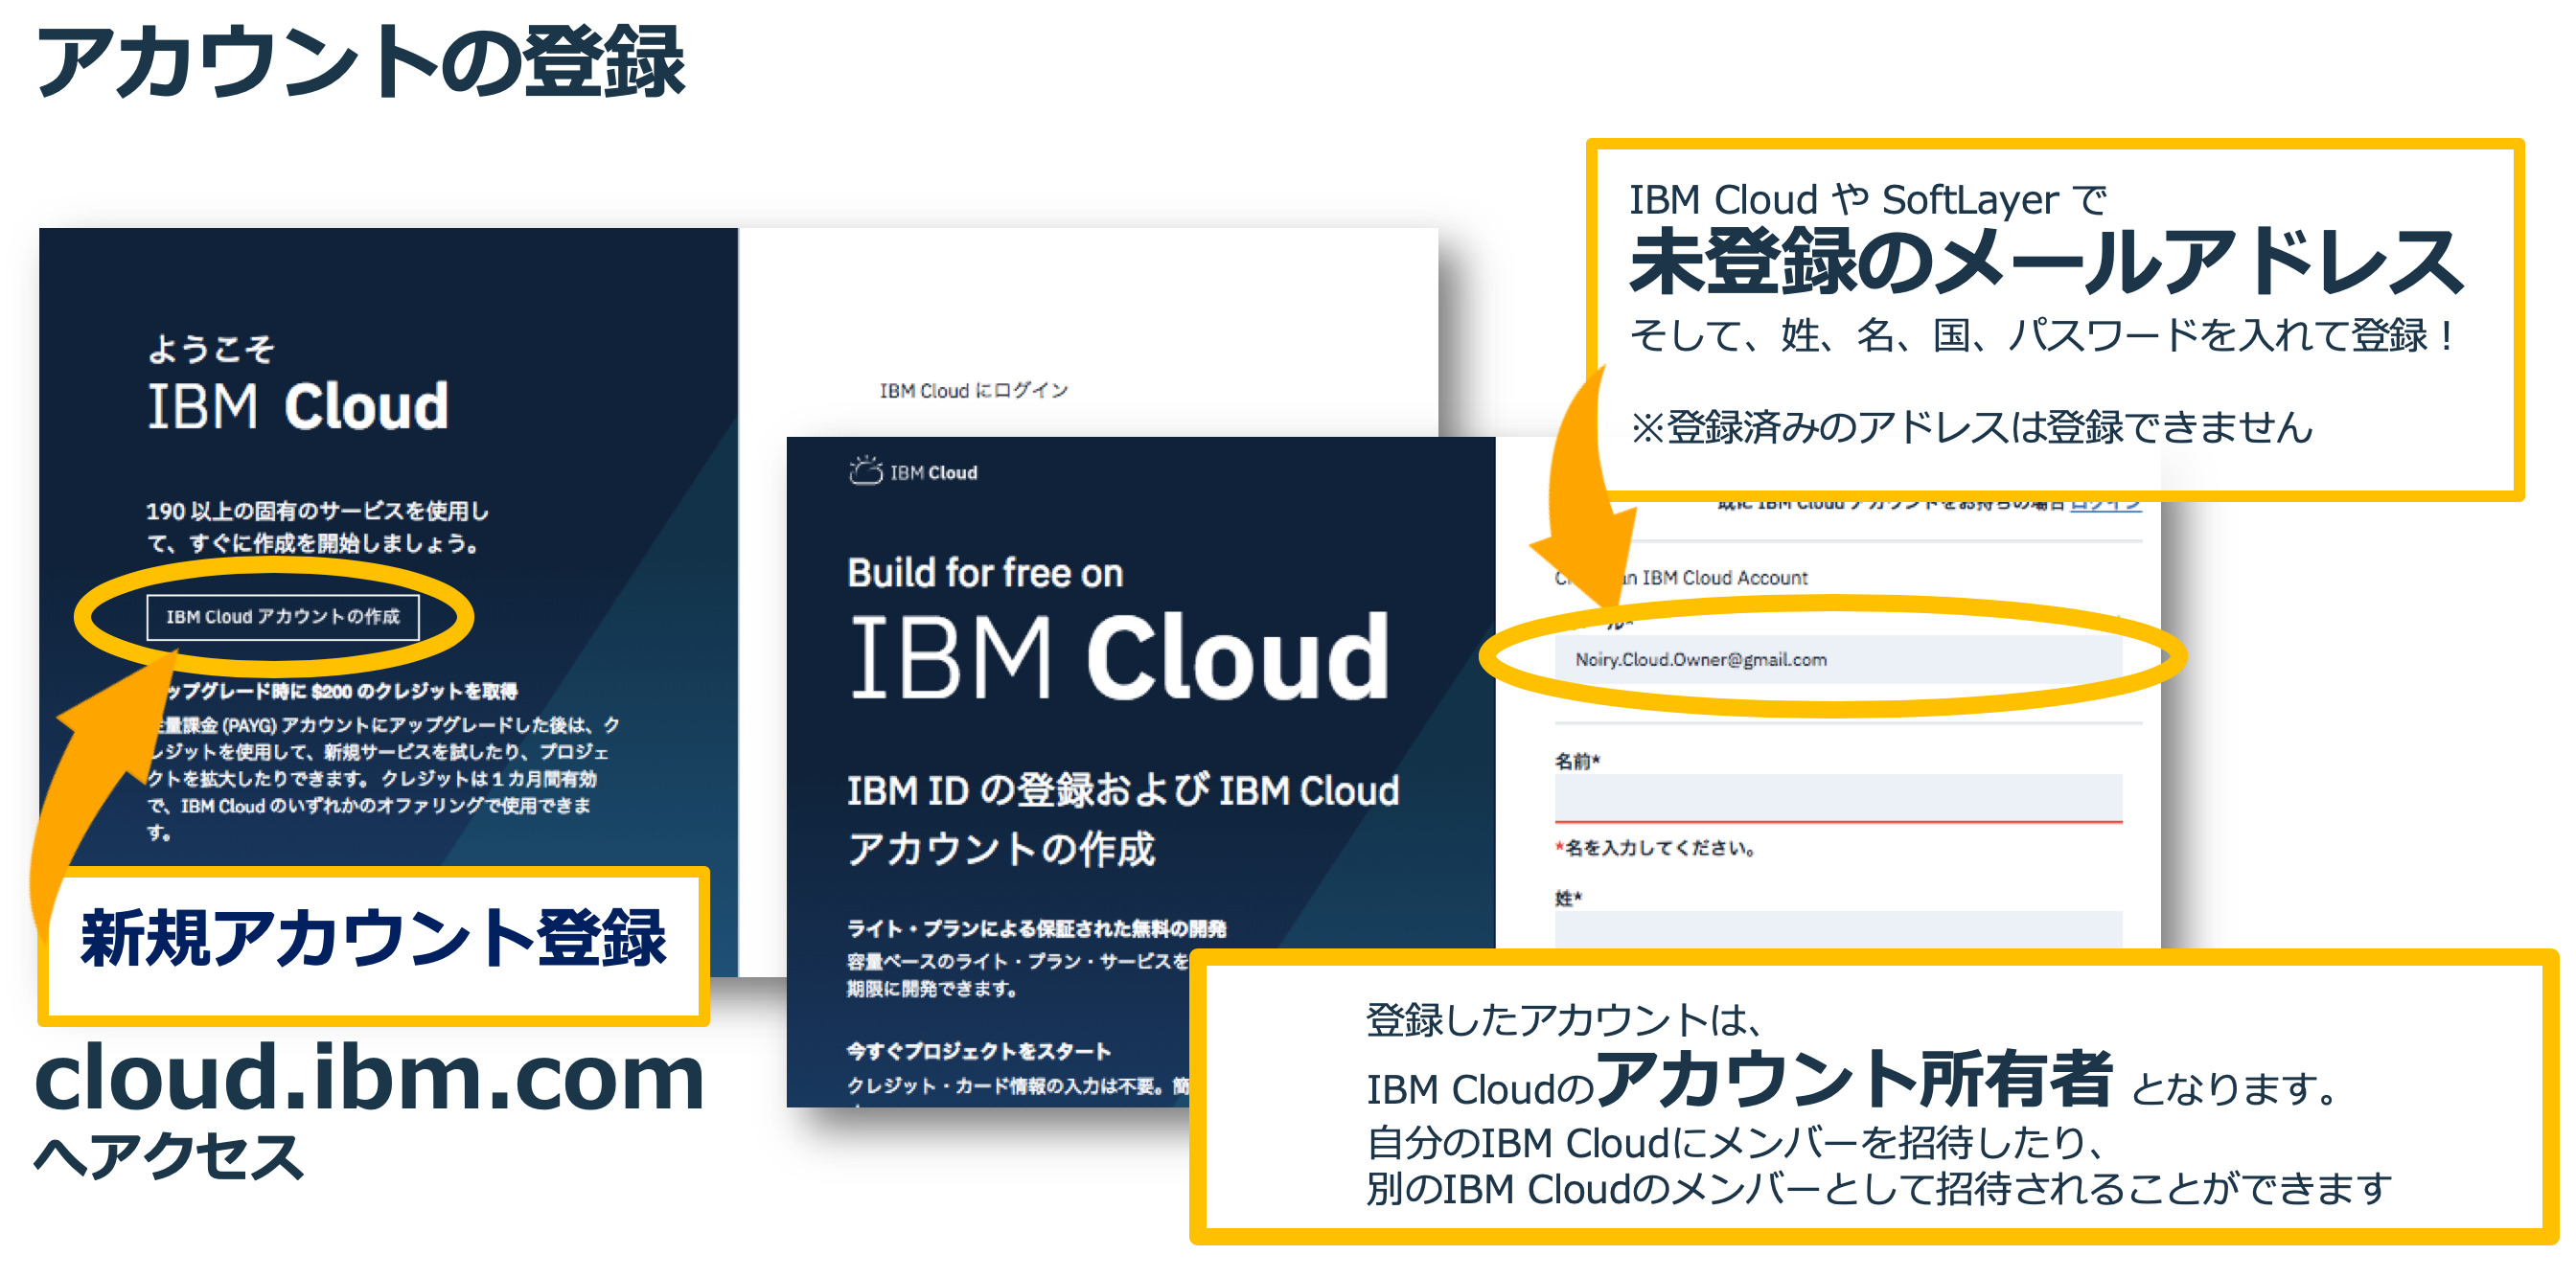 アカウントの登録
IBM Cloud や SoftLayer で
未登録のメールアドレス
そして、姓、名、国、パスワードを入れて登録！
※登録済みのアドレスは登録できません
ようこそ
IBM Cloud
190 以上の固有のサービスを使用し
て、すぐに作成を開始しましょう。
IBM Cloud アカウントの作成
ップグレード時に $200 のクレジットを取得
量課金 (PAYG) アカウントにアップグレードした後は、ク
レジットを使用して、新規サービスを試したり、プロジェ
クトを拡大したりできます。 クレジットは 1 カ月間有効
で、IBM Cloud のいずれかのオファリングで使用できま
す。
新規アカウント登録
cloud.ibm.com
へアクセス
IBM Cloud にログイン
IBM Cloud
Build for free on
IBM Cloud
IBM ID の登録および IBM Cloud
アカウントの作成
ライト・プランによる保証された無料の開発
容量ベースのライト・プラン・サービスを
期限に開発できます。
今すぐプロジェクトをスタート
クレジット・カード情報の入力は不要。簡
既に IBM Cloud アカウントをお持ちの場合 ログイン
an IBM Cloud Account
ル*
Noiry.Cloud.Owner@gmail.com
名前*
*名を入力してください。
姓*
登録したアカウントは、
IBM Cloudのアカウント所有者 となります。
自分のIBM Cloudにメンバーを招待したり、
別のIBM Cloudのメンバーとして招待されることができます